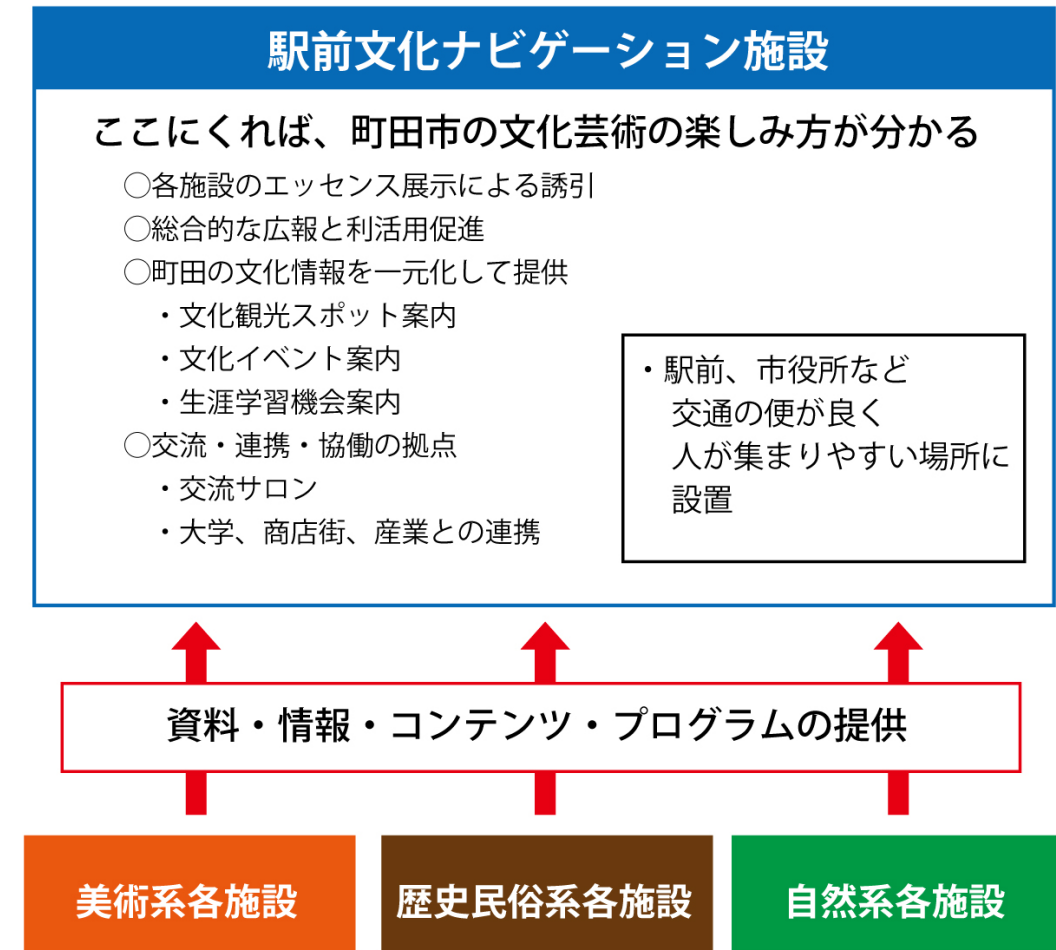 駅前文化ナビゲーション施設
ここにくれば、町田市の文化芸術の楽しみ方が分かる
○各施設のエッセンス展示による誘引
○総合的な広報と利活用促進
○町田の文化情報を一元化して提供
・文化観光スポット案内
・文化イベント案内
・生涯学習機会案内
○交流・連携・協働の拠点
・交流サロン
・大学、商店街、産業との連携
・駅前、市役所など
交通の便が良く
人が集まりやすい場所に
設置
資料・情報・コンテンツ・プログラムの提供
美術系各施設
歴史民俗系各施設
自然系各施設